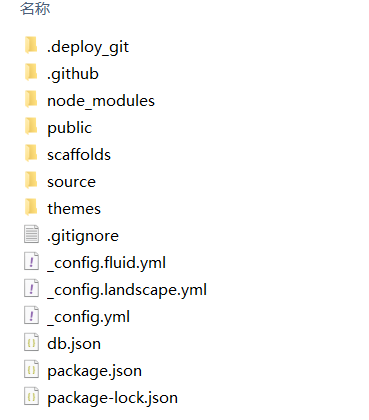 名称
.deploy_git
.github
node_modules
public
scaffolds
source
themes
.gitignore
_config.fluid.yml
_config.landscape.yml
_config.yml
db.json
package.json
package-lock.json